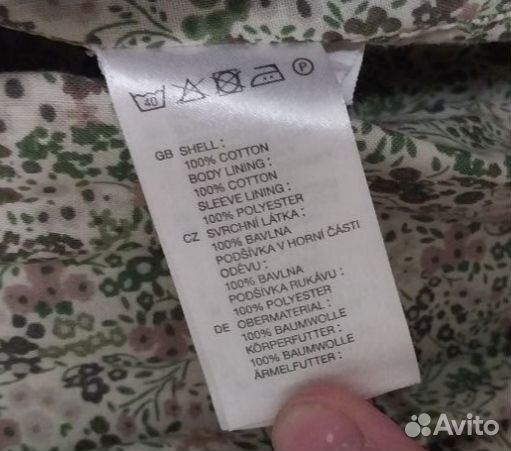 40
P
GB SHELL :
100% COTTON
BODY LINING :
100% COTTON
SLEEVE LINING :
100% POLYESTER
CZ SVRCHNÍ LÁTKA :
100% BAVLNA
PODŠÍVKA V HORNÍ ČÁSTI
ODĚVU :
100% BAVLNA
PODŠÍVKA RUKÁVU :
100% POLYESTER
DE OBERMATERIAL :
100% BAUMWOLLE
KÖRPERFUTTER :
100% BAUMWOLLE
ÄRMELFUTTER :
Avito